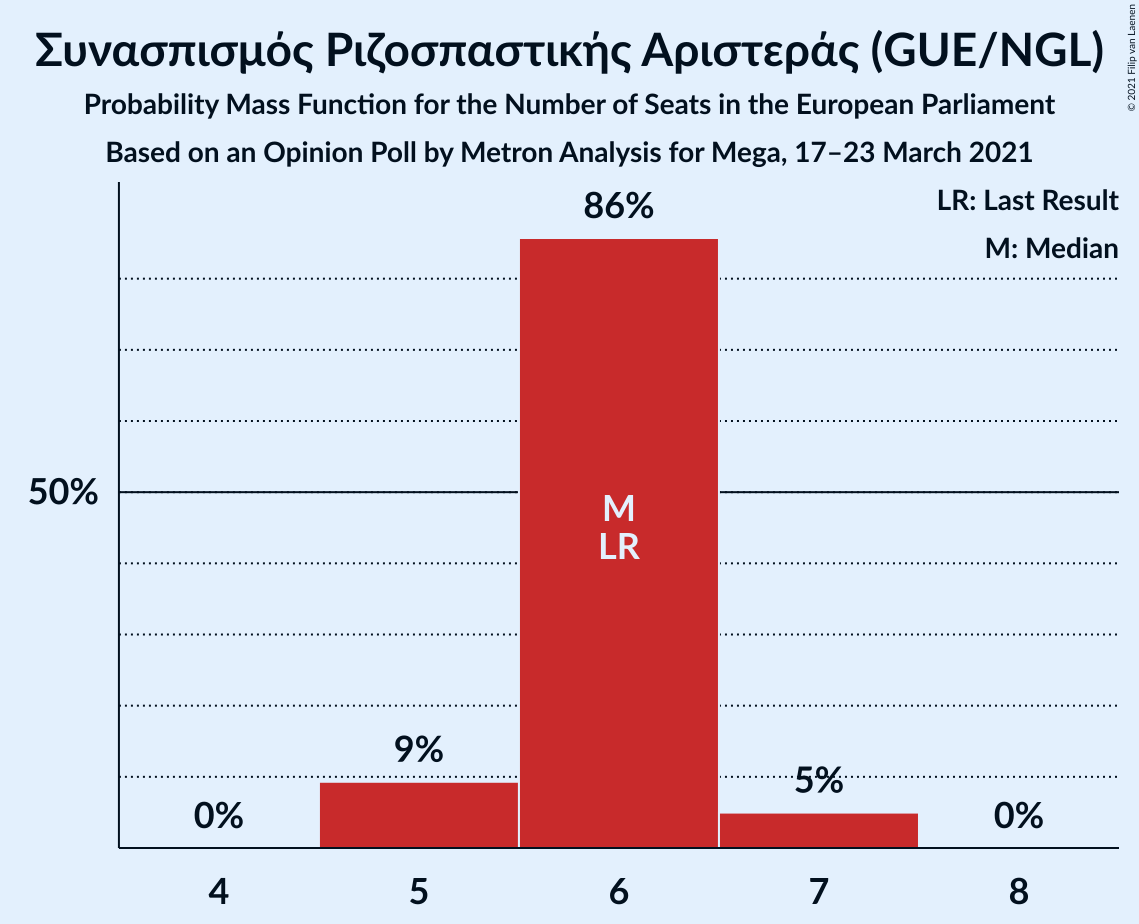 Συνασπισμός Ριζοσπαστικής Αριστεράς (GUE/NGL)
Probability Mass Function for the Number of Seats in the European Parliament
Based on an Opinion Poll by Metron Analysis for Mega, 17–23 March 2021
© 2021 Filip van Laenen
LR: Last Result
M: Median
86%
50%
M
LR
9%
5%
0%
0%
4
5
6
7
8